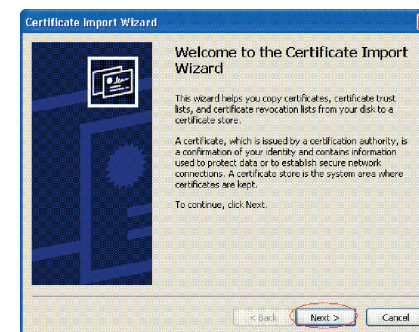 Certificate Import Wizard
Welcome to the Certificate Import
Wizard
This wizard helps you copy certificates, certificate trust
lists, and certificate revocation lists from your disk to a
certificate store.
A certificate, which is issued by a certification authority, is
a confirmation of your identity and contains information
used to protect data or to establish secure network
connections. A certificate store is the system area where
certificates are kept.
To continue, click Next.
< Back
Next >
Cancel